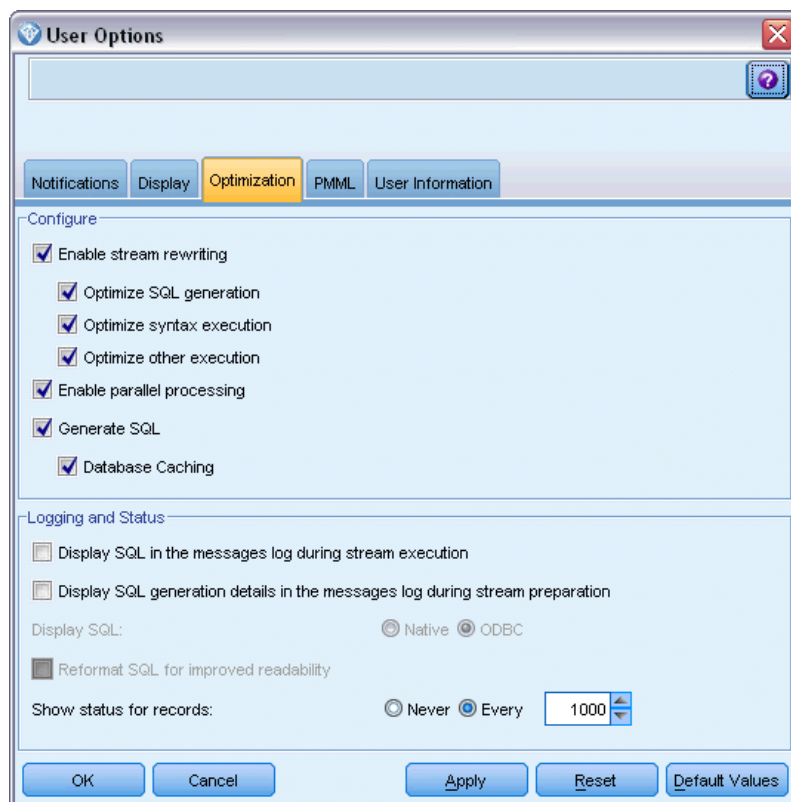 User Options
Notifications Display Optimization PMML User Information
Configure
Enable stream rewriting
Optimize SQL generation
Optimize syntax execution
Optimize other execution
Enable parallel processing
Generate SQL
Database Caching
Logging and Status
Display SQL in the messages log during stream execution
Display SQL generation details in the messages log during stream preparation
Display SQL: Native ODBC
Reformat SQL for improved readability
Show status for records: Never Every 1000
OK Cancel Apply Reset Default Values